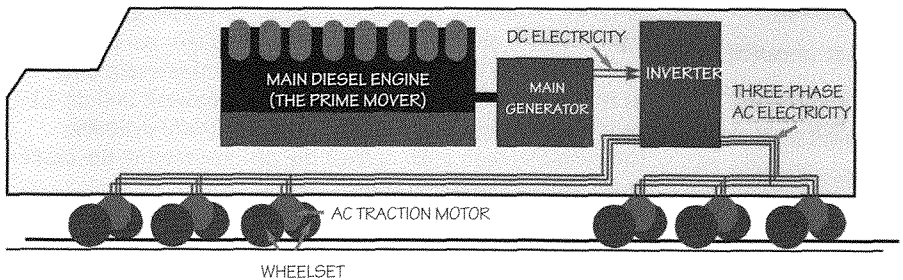 DC ELECTRICITY
MAIN DIESEL ENGINE
(THE PRIME MOVER)
MAIN
GENERATOR
INVERTER
THREE-PHASE
AC ELECTRICITY
AC TRACTION MOTOR
WHEELSET